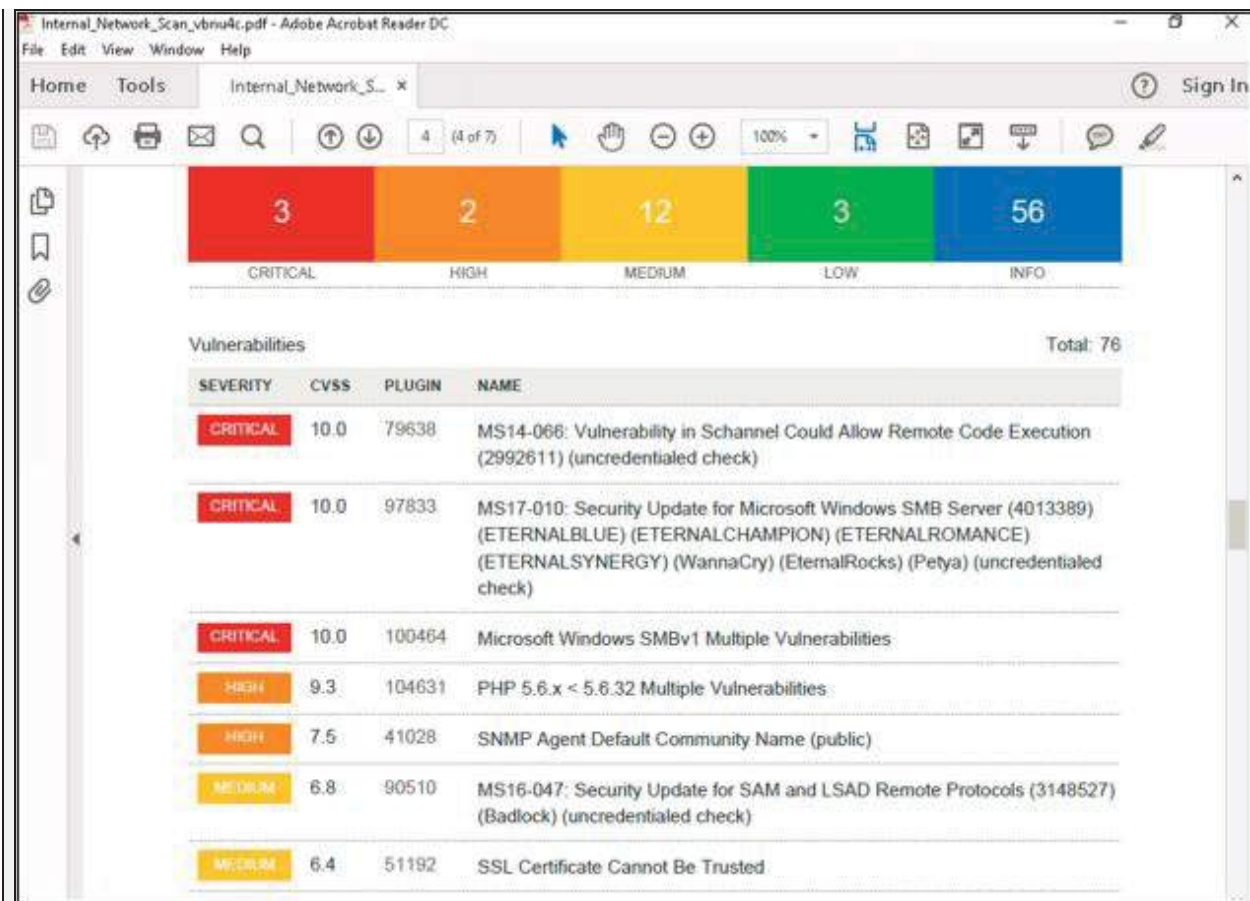 Internal_Network_Scan_vbnu4c.pdf - Adobe Acrobat Reader DC
File Edit View Window Help
Home Tools Internal_Network_S... × ? Sign In
4 (4 of 7) 100%
3 2 12 3 56
CRITICAL HIGH MEDIUM LOW INFO
Vulnerabilities Total: 76
SEVERITY CVSS PLUGIN NAME
CRITICAL 10.0 79638 MS14-066: Vulnerability in Schannel Could Allow Remote Code Execution
(2992611) (uncredentialed check)
CRITICAL 10.0 97833 MS17-010: Security Update for Microsoft Windows SMB Server (4013389)
(ETERNALBLUE) (ETERNALCHAMPION) (ETERNALROMANCE)
(ETERNALSYNERGY) (WannaCry) (EternalRocks) (Petya) (uncredentialed
check)
CRITICAL 10.0 100464 Microsoft Windows SMBv1 Multiple Vulnerabilities
HIGH 9.3 104631 PHP 5.6.x < 5.6.32 Multiple Vulnerabilities
HIGH 7.5 41028 SNMP Agent Default Community Name (public)
MEDIUM 6.8 90510 MS16-047: Security Update for SAM and LSAD Remote Protocols (3148527)
(Badlock) (uncredentialed check)
MEDIUM 6.4 51192 SSL Certificate Cannot Be Trusted